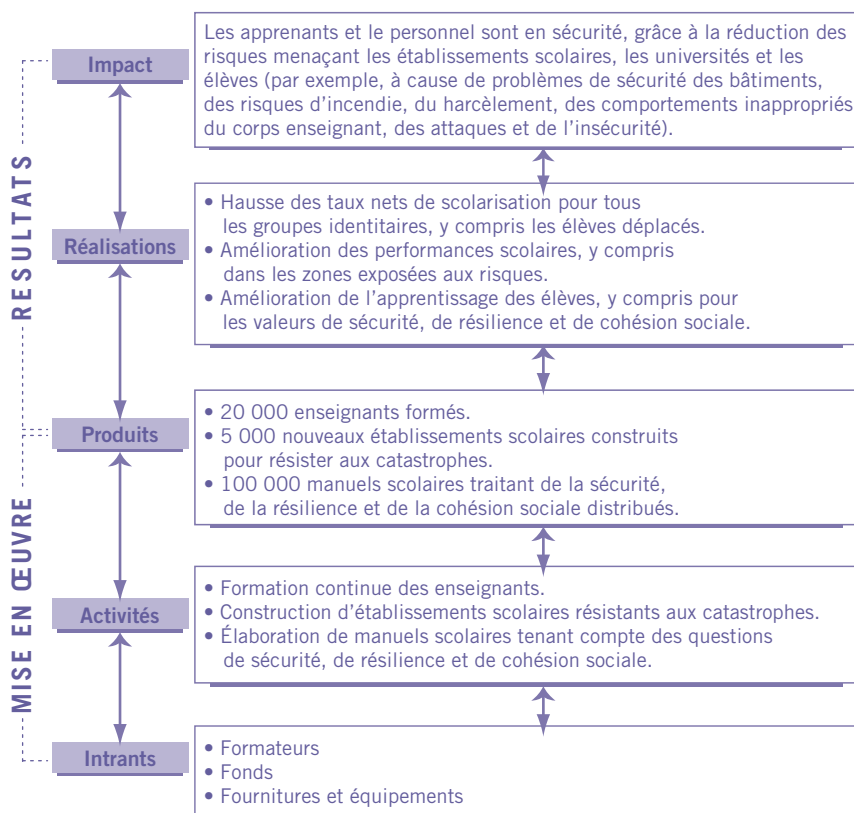 RESULTATS
MISE EN ŒUVRE
Impact
Les apprenants et le personnel sont en sécurité, grâce à la réduction des
risques menaçant les établissements scolaires, les universités et les
élèves (par exemple, à cause de problèmes de sécurité des bâtiments,
des risques d’incendie, du harcèlement, des comportements inappropriés
du corps enseignant, des attaques et de l’insécurité).
Réalisations
• Hausse des taux nets de scolarisation pour tous
les groupes identitaires, y compris les élèves déplacés.
• Amélioration des performances scolaires, y compris
dans les zones exposées aux risques.
• Amélioration de l’apprentissage des élèves, y compris pour
les valeurs de sécurité, de résilience et de cohésion sociale.
Produits
• 20 000 enseignants formés.
• 5 000 nouveaux établissements scolaires construits
pour résister aux catastrophes.
• 100 000 manuels scolaires traitant de la sécurité,
de la résilience et de la cohésion sociale distribués.
Activités
• Formation continue des enseignants.
• Construction d’établissements scolaires résistants aux catastrophes.
• Élaboration de manuels scolaires tenant compte des questions
de sécurité, de résilience et de cohésion sociale.
Intrants
• Formateurs
• Fonds
• Fournitures et équipements